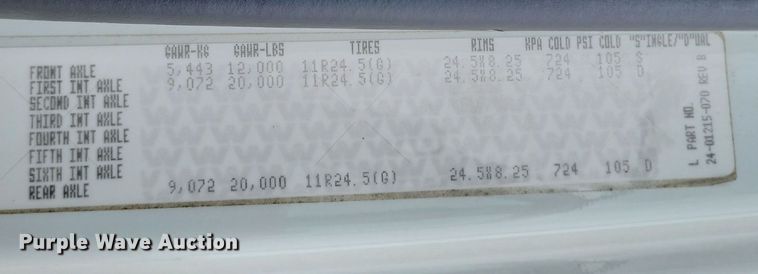 GAWR-KG GAWR-LBS TIRES RIMS KPA COLD PSI COLD "S"INGLE/"D"UAL
FRONT AXLE 5,443 12,000 11R24.5(G) 24.5X8.25 724 105 S
FIRST INT AXLE 9,072 20,000 11R24.5(G) 24.5X8.25 724 105 D
SECOND INT AXLE
THIRD INT AXLE
FOURTH INT AXLE
FIFTH INT AXLE
SIXTH INT AXLE
REAR AXLE 9,072 20,000 11R24.5(G) 24.5X8.25 724 105 D
L PART NO.
24-01215-070 REV B
Purple Wave Auction